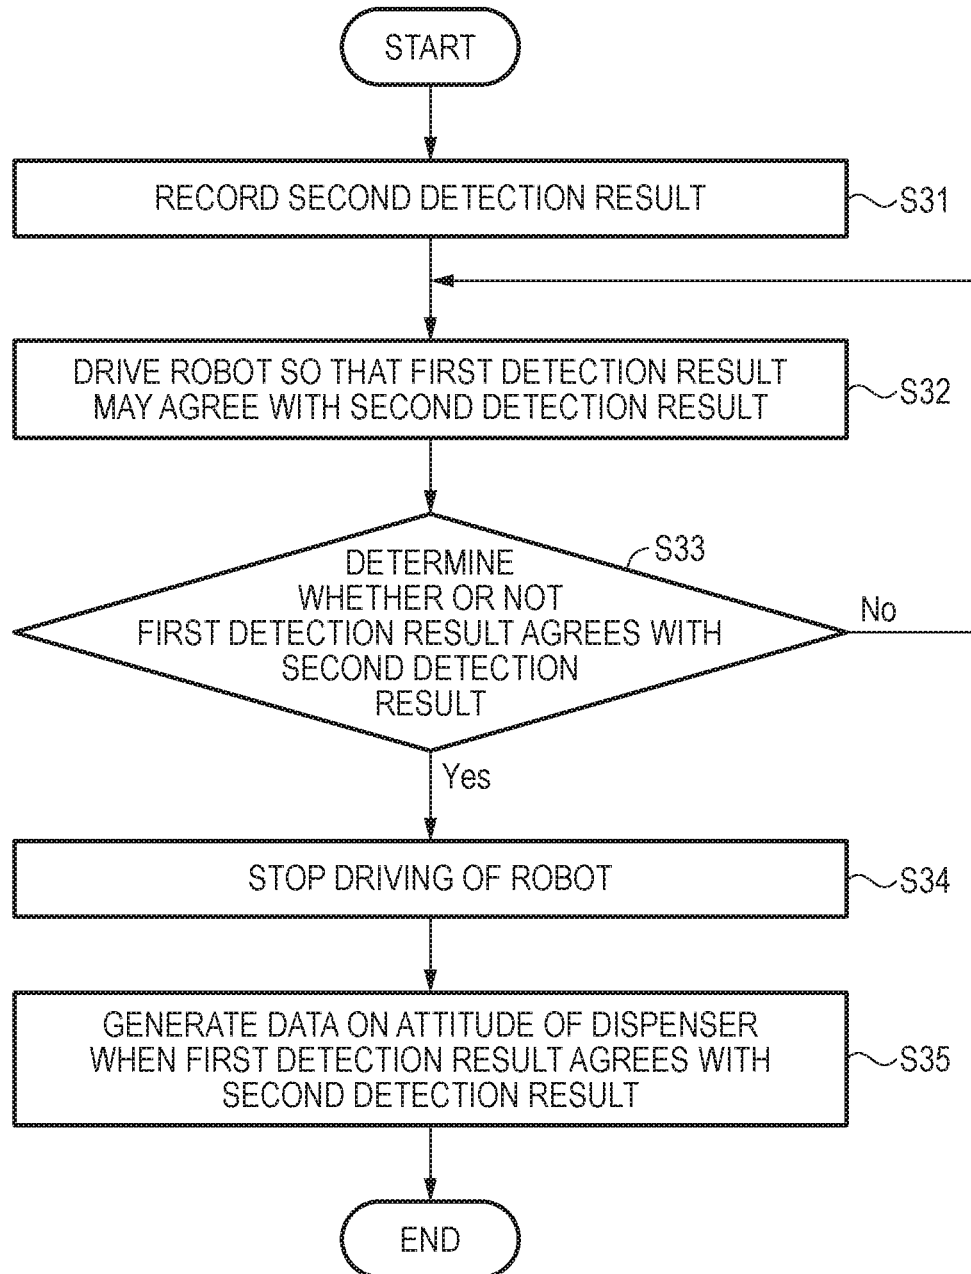 START
RECORD SECOND DETECTION RESULT
S31
DRIVE ROBOT SO THAT FIRST DETECTION RESULT
MAY AGREE WITH SECOND DETECTION RESULT
S32
S33
DETERMINE
WHETHER OR NOT
FIRST DETECTION RESULT AGREES WITH
SECOND DETECTION
RESULT
No
Yes
STOP DRIVING OF ROBOT
S34
GENERATE DATA ON ATTITUDE OF DISPENSER
WHEN FIRST DETECTION RESULT AGREES WITH
SECOND DETECTION RESULT
S35
END